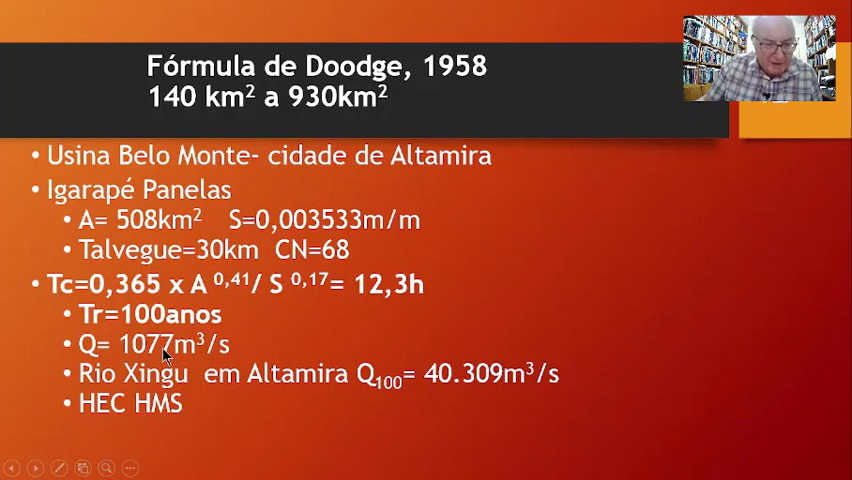 Fórmula de Doodge, 1958
140 km² a 930km²
• Usina Belo Monte- cidade de Altamira
• Igarapé Panelas
• A= 508km² S=0,003533m/m
• Talvegue=30km CN=68
• Tc=0,365 x A ⁰,⁴¹/ S ⁰,¹⁷= 12,3h
• Tr=100anos
• Q= 1077m³/s
• Rio Xingu em Altamira Q₁₀₀= 40.309m³/s
• HEC HMS